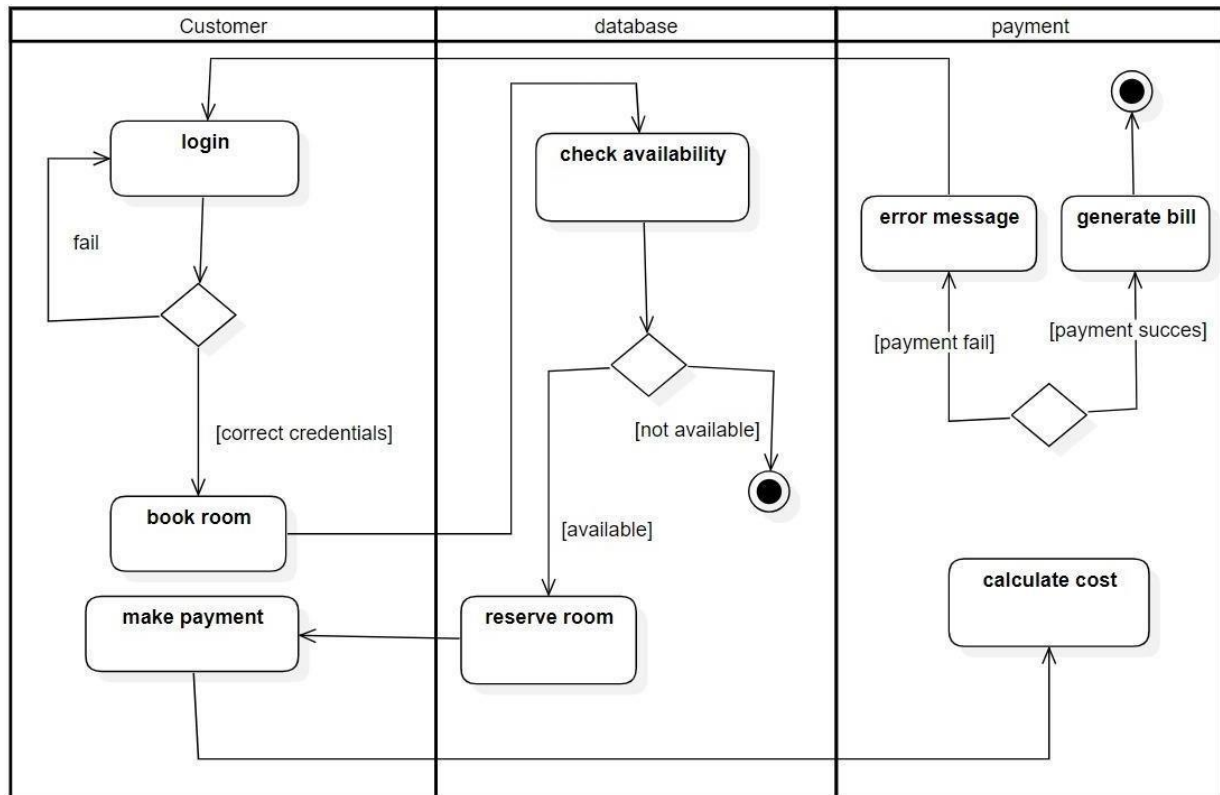 Customer
database
payment
login
check availability
fail
error message
generate bill
[payment fail]
[payment succes]
[correct credentials]
[not available]
book room
[available]
calculate cost
make payment
reserve room